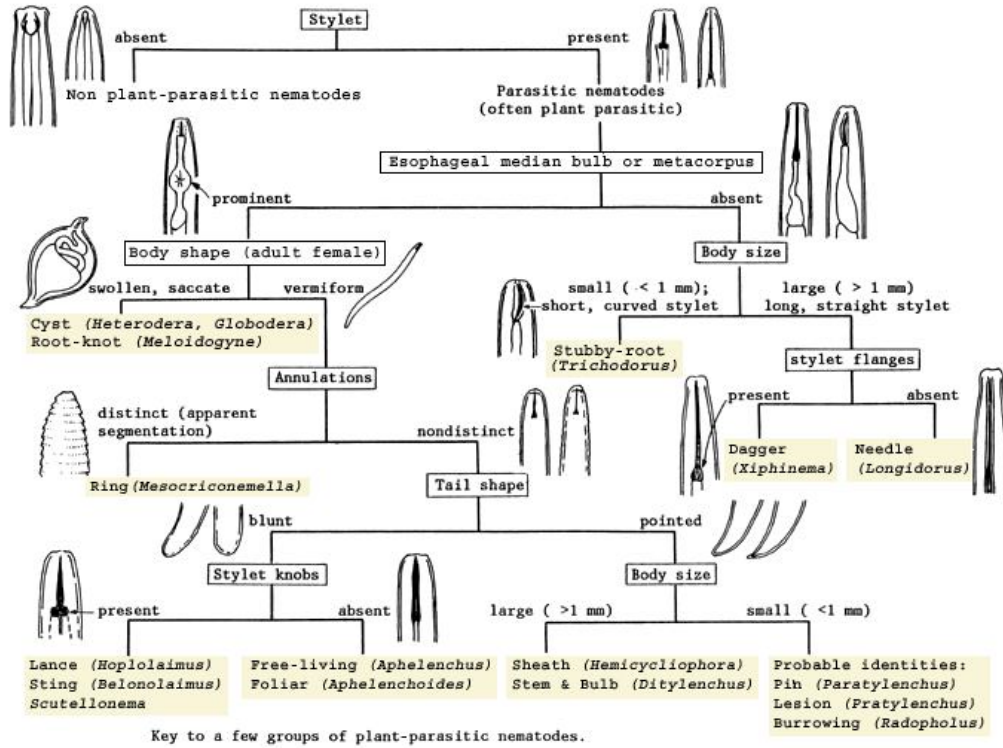 Stylet
absent
present
Non plant-parasitic nematodes
Parasitic nematodes
(often plant parasitic)
Esophageal median bulb or metacorpus
prominent
absent
Body shape (adult female)
Body size
swollen, saccate
vermiform
small ( < 1 mm);
short, curved stylet
large ( > 1 mm)
long, straight stylet
Cyst (Heterodera, Globodera)
Root-knot (Meloidogyne)
Stubby-root
(Trichodorus)
stylet flanges
Annulations
present
absent
distinct (apparent
segmentation)
nondistinct
Dagger
(Xiphinema)
Needle
(Longidorus)
Ring(Mesocriconemella)
Tail shape
blunt
pointed
Stylet knobs
Body size
present
absent
large ( >1 mm)
small ( <1 mm)
Lance (Hoplolaimus)
Sting (Belonolaimus)
Scutellonema
Free-living (Aphelenchus)
Foliar (Aphelenchoides)
Sheath (Hemicycliophora)
Stem & Bulb (Ditylenchus)
Probable identities:
Pin (Paratylenchus)
Lesion (Pratylenchus)
Burrowing (Radopholus)
Key to a few groups of plant-parasitic nematodes.